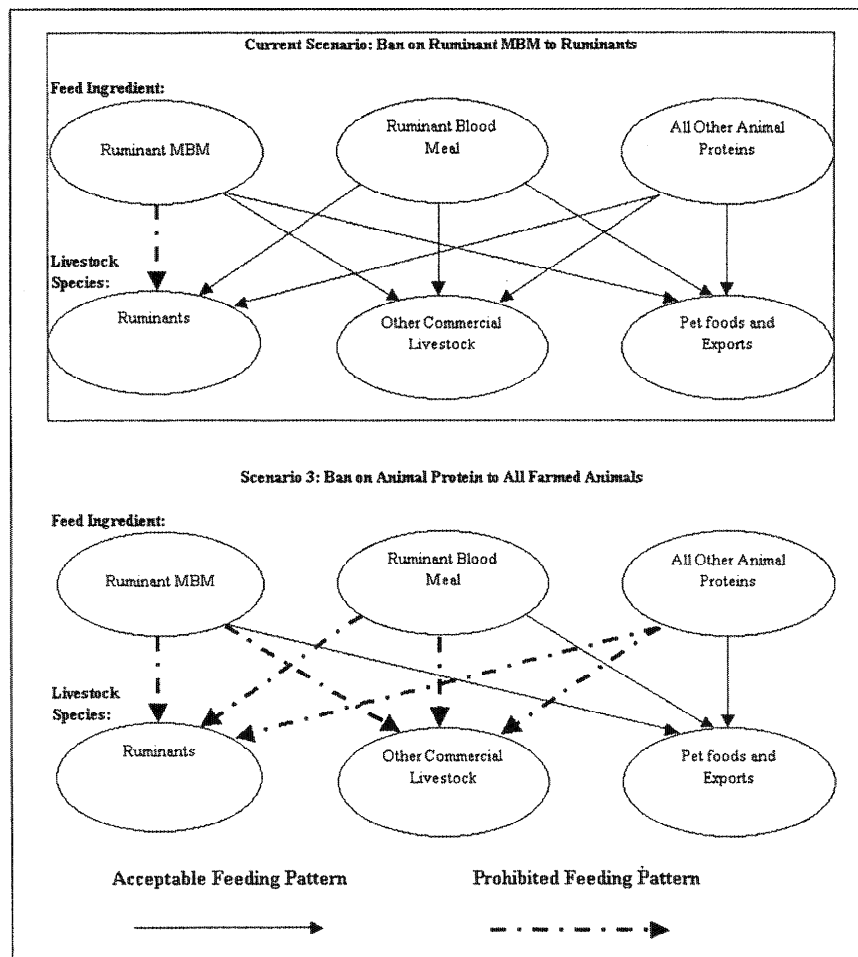 Current Scenario: Ban on Ruminant MBM to Ruminants
Feed Ingredient:
Ruminant MBM
Ruminant Blood
Meal
All Other Animal
Proteins
Livestock
Species:
Ruminants
Other Commercial
Livestock
Pet foods and
Exports
Scenario 3: Ban on Animal Protein to All Farmed Animals
Feed Ingredient:
Ruminant MBM
Ruminant Blood
Meal
All Other Animal
Proteins
Livestock
Species:
Ruminants
Other Commercial
Livestock
Pet foods and
Exports
Acceptable Feeding Pattern
Prohibited Feeding Pattern